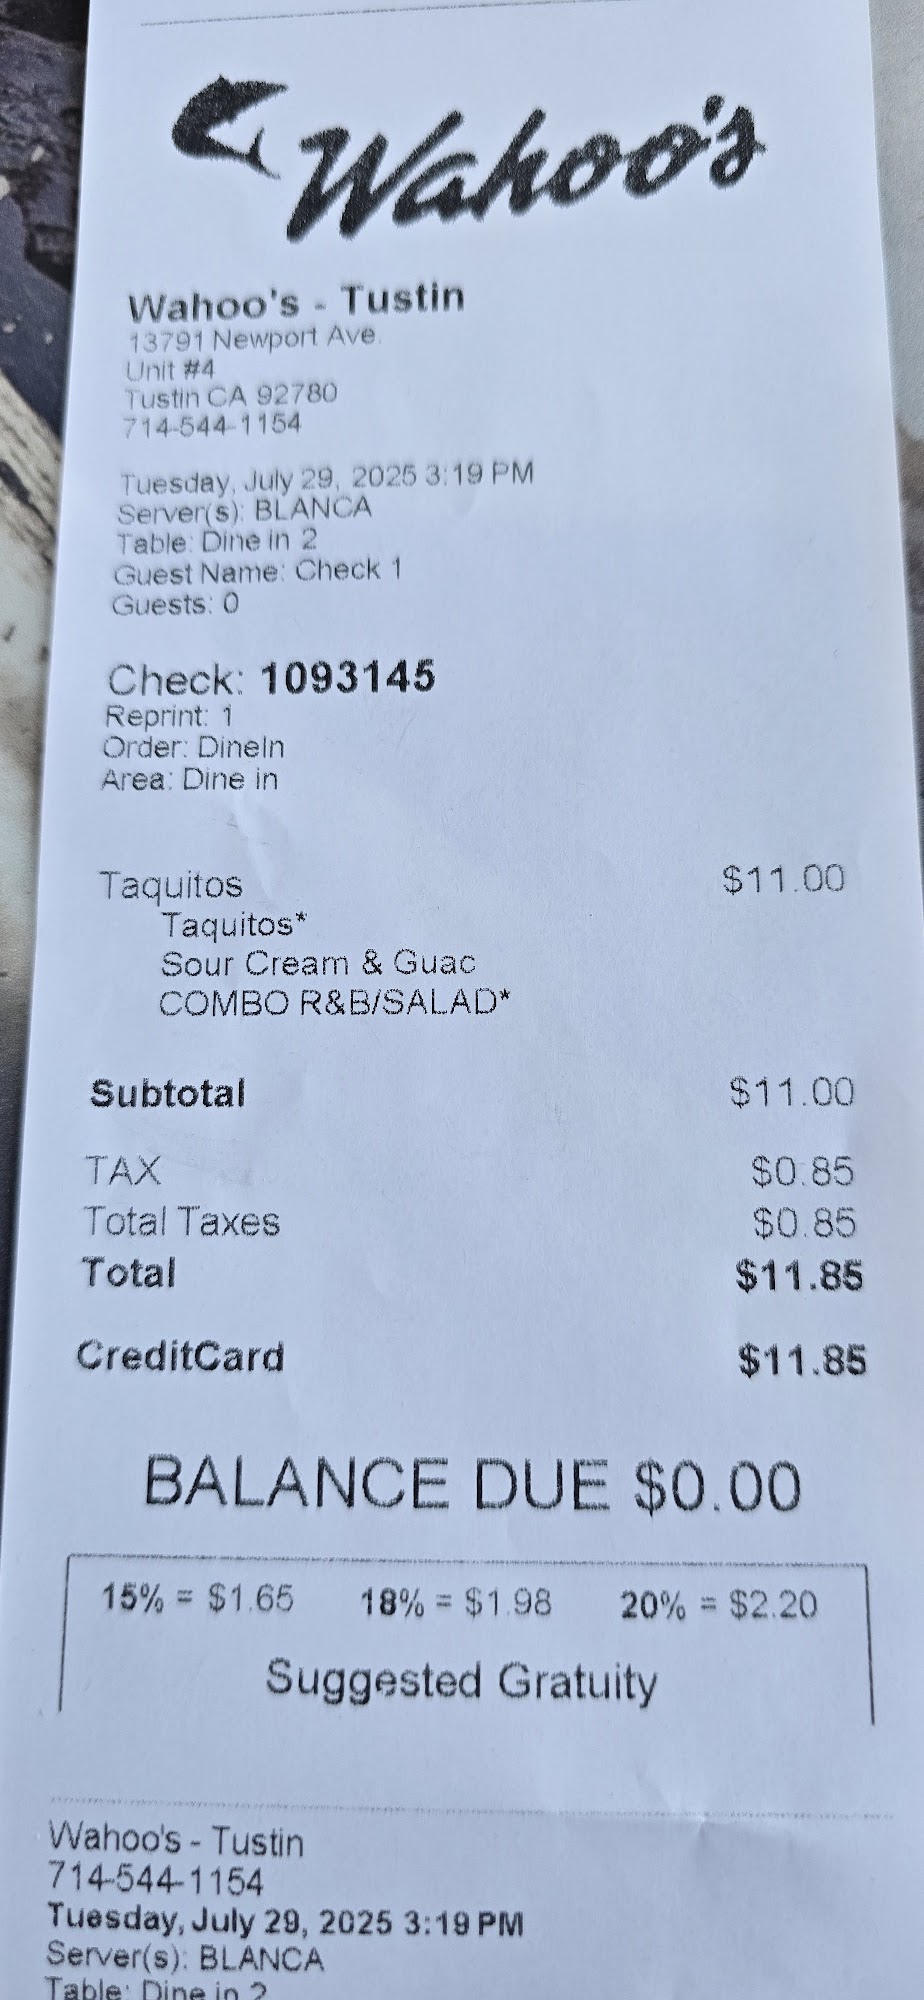 Wahoo's
Wahoo's - Tustin
13791 Newport Ave.
Unit #4
Tustin CA 92780
714-544-1154
Tuesday, July 29, 2025 3:19 PM
Server(s): BLANCA
Table: Dine in 2
Guest Name: Check 1
Guests: 0
Check: 1093145
Reprint: 1
Order: DineIn
Area: Dine in
Taquitos $11.00
Taquitos*
Sour Cream & Guac
COMBO R&B/SALAD*
Subtotal $11.00
TAX $0.85
Total Taxes $0.85
Total $11.85
CreditCard $11.85
BALANCE DUE $0.00
15% = $1.65 18% = $1.98 20% = $2.20
Suggested Gratuity
Wahoo's - Tustin
714-544-1154
Tuesday, July 29, 2025 3:19 PM
Server(s): BLANCA
Table: Dine in 2